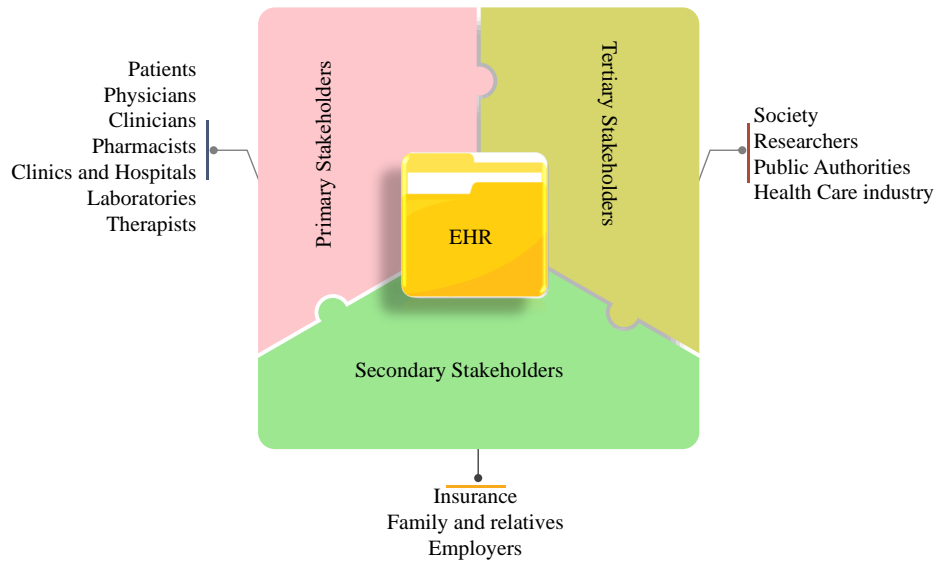 Patients
Physicians
Clinicians
Pharmacists
Clinics and Hospitals
Laboratories
Therapists
Primary Stakeholders
EHR
Tertiary Stakeholders
Society
Researchers
Public Authorities
Health Care industry
Secondary Stakeholders
Insurance
Family and relatives
Employers